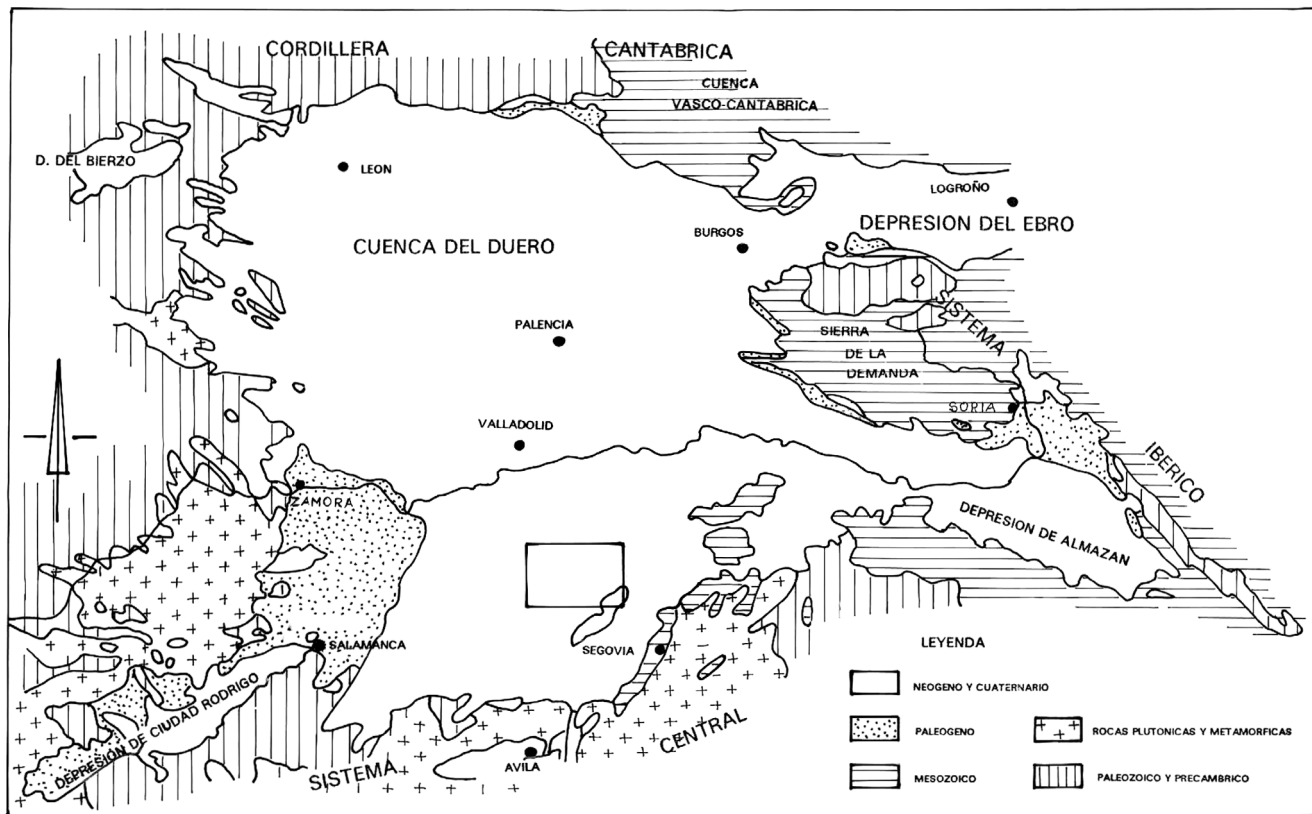 CORDILLERA CANTABRICA
CUENCA
VASCO-CANTABRICA
D. DEL BIERZO
LEON
LOGROÑO
DEPRESION DEL EBRO
BURGOS
CUENCA DEL DUERO
SISTEMA
IBERICO
PALENCIA
SIERRA
DE LA
DEMANDA
SORIA
VALLADOLID
ZAMORA
DEPRESION DE ALMAZAN
SALAMANCA
SEGOVIA
DEPRESION DE CIUDAD RODRIGO
SISTEMA
CENTRAL
AVILA
LEYENDA
NEOGENO Y CUATERNARIO
PALEOGENO
ROCAS PLUTONICAS Y METAMORFICAS
MESOZOICO
PALEOZOICO Y PRECAMBRICO